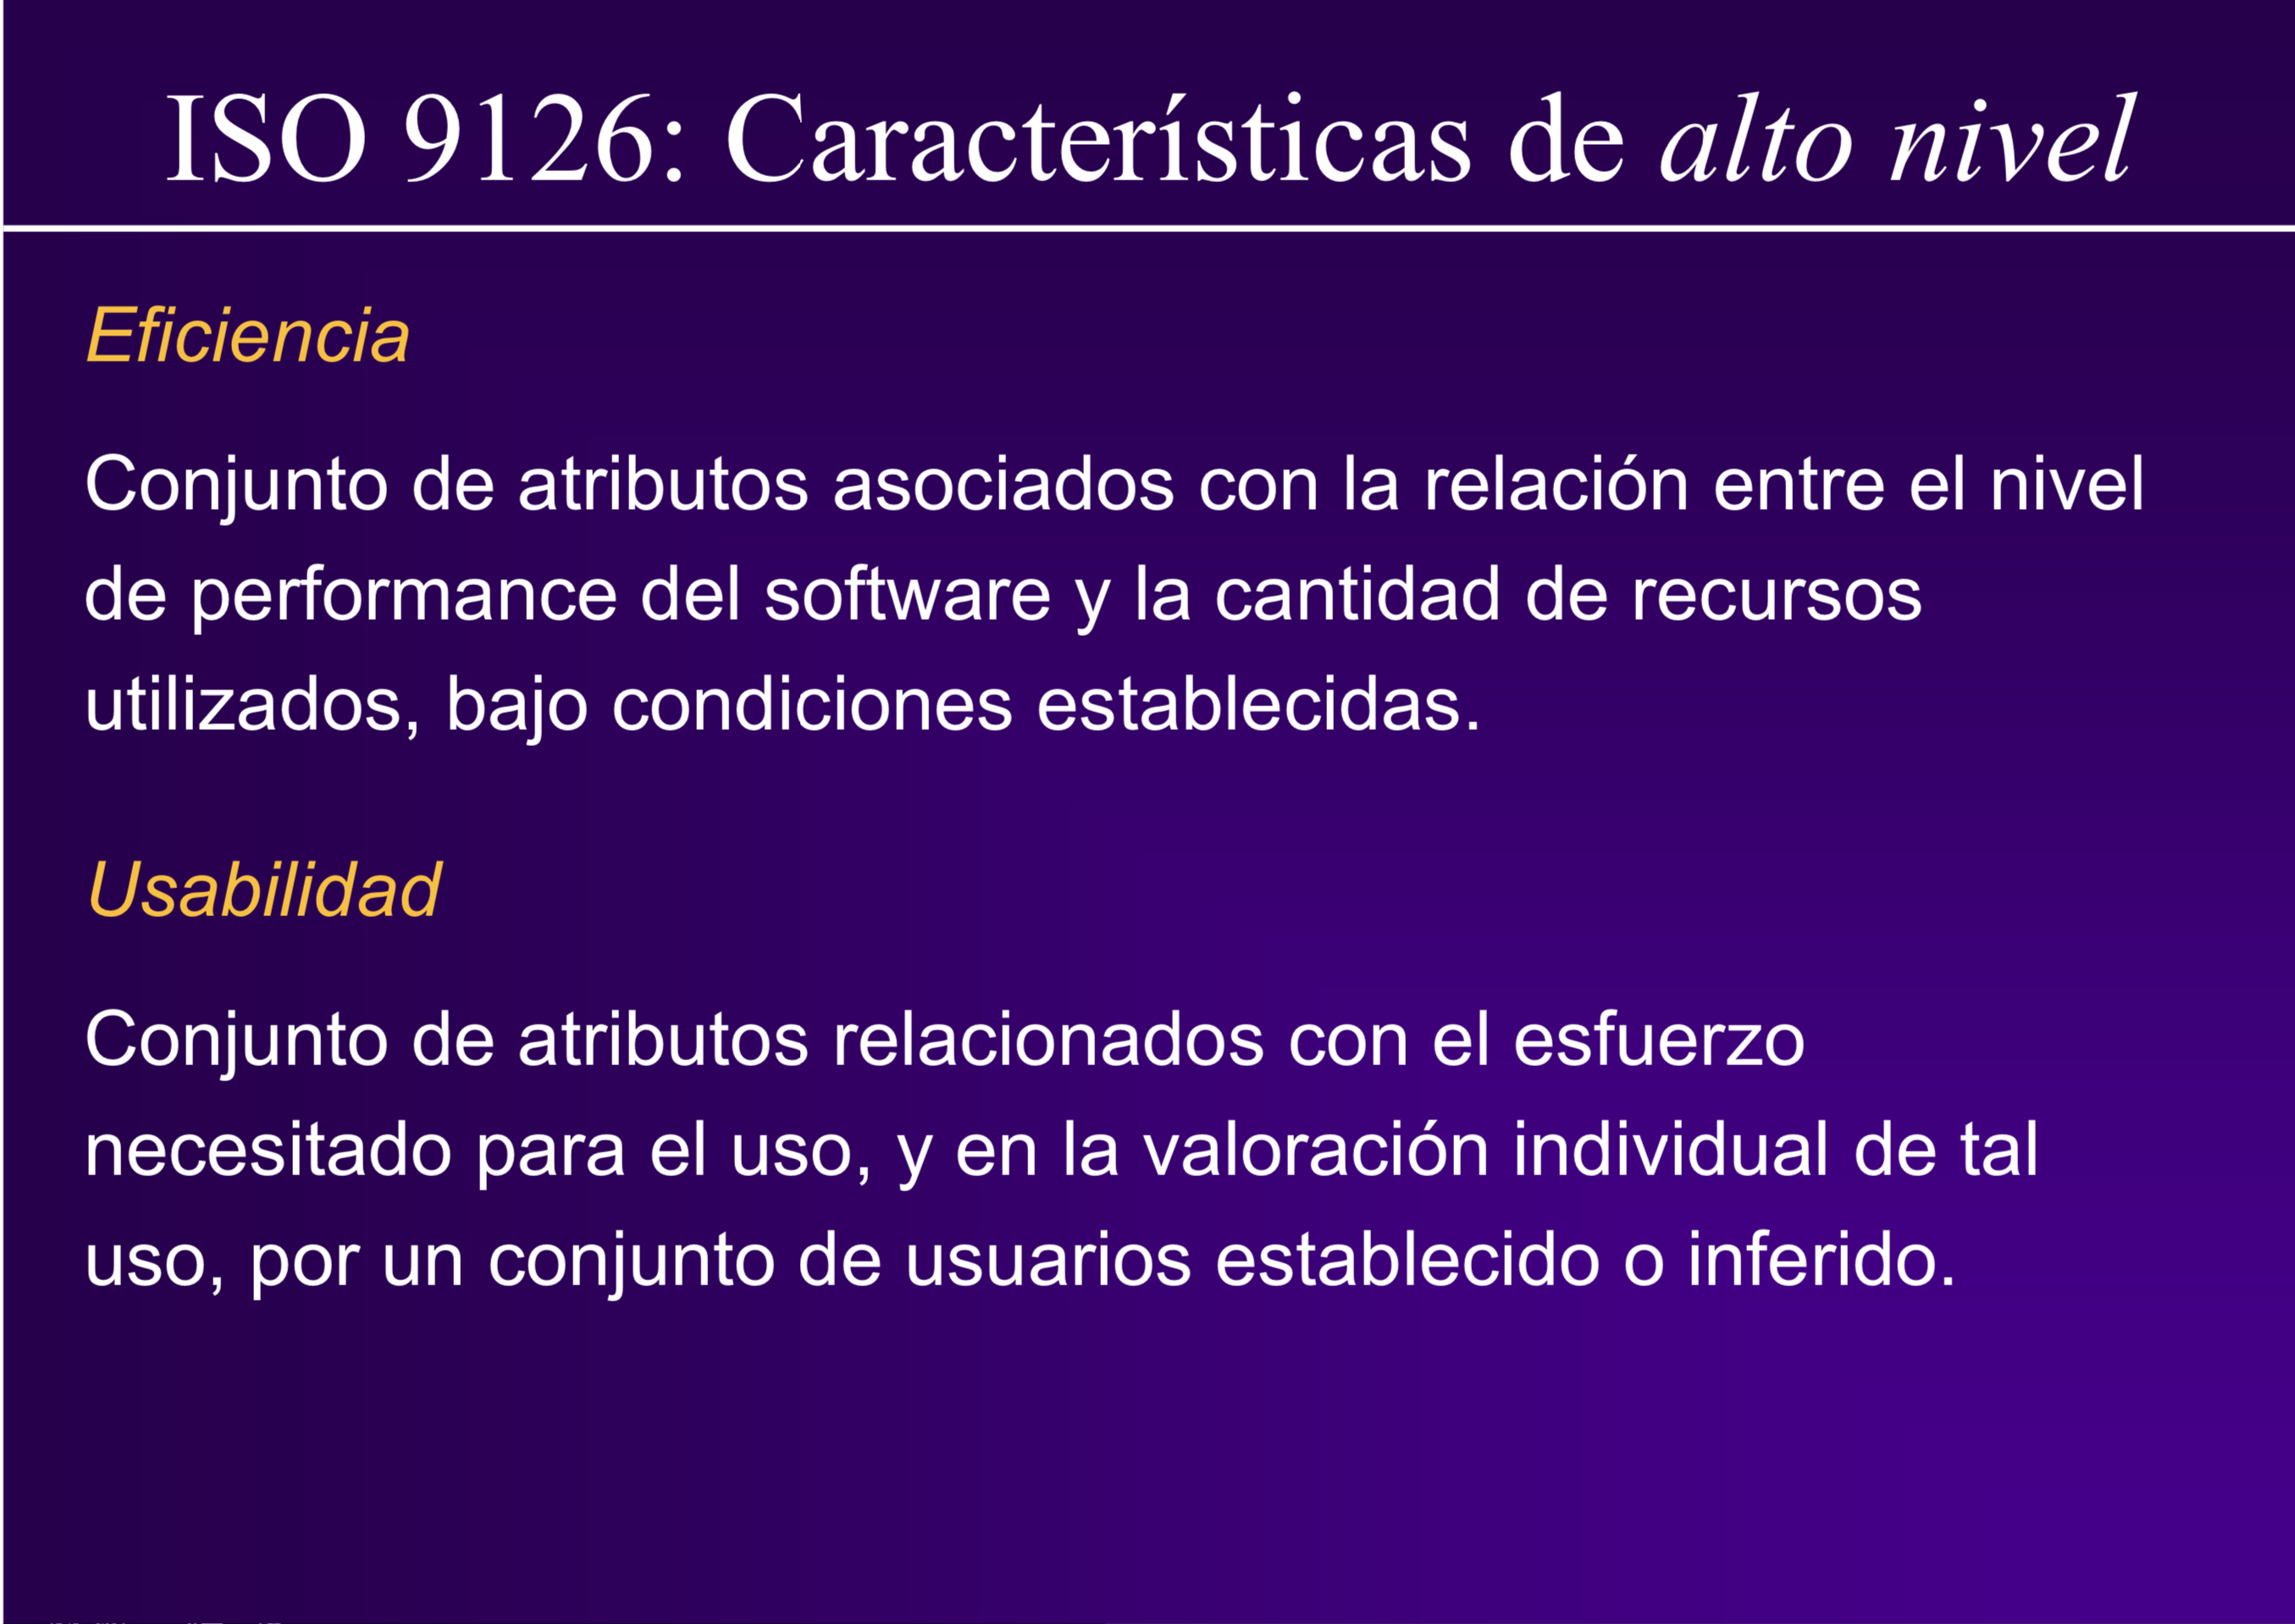 ISO 9126: Características de alto nivel
Eficiencia
Conjunto de atributos asociados con la relación entre el nivel
de performance del software y la cantidad de recursos
utilizados, bajo condiciones establecidas.
Usabilidad
Conjunto de atributos relacionados con el esfuerzo
necesitado para el uso, y en la valoración individual de tal
uso, por un conjunto de usuarios establecido o inferido.